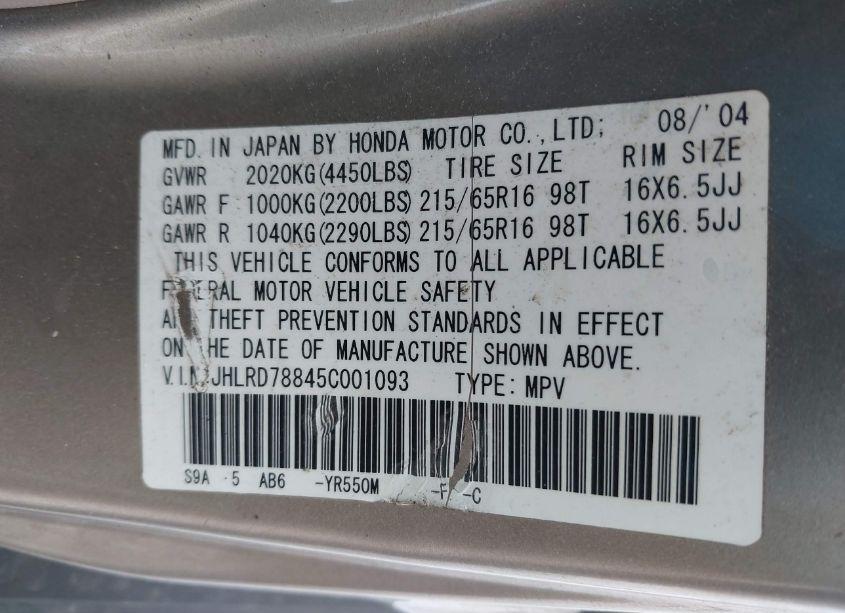 MFD. IN JAPAN BY HONDA MOTOR CO.,LTD; 08/'04
GVWR 2020KG(4450LBS) TIRE SIZE RIM SIZE
GAWR F 1000KG(2200LBS) 215/65R16 98T 16X6.5JJ
GAWR R 1040KG(2290LBS) 215/65R16 98T 16X6.5JJ
THIS VEHICLE CONFORMS TO ALL APPLICABLE
MOTOR VEHICLE SAFETY
THEFT PREVENTION STANDARDS IN EFFECT
ON DATE OF MANUFACTURE SHOWN ABOVE.
JHLRD78845C001093 TYPE: MPV
S9A 5 AB6 -YR550M -F -C